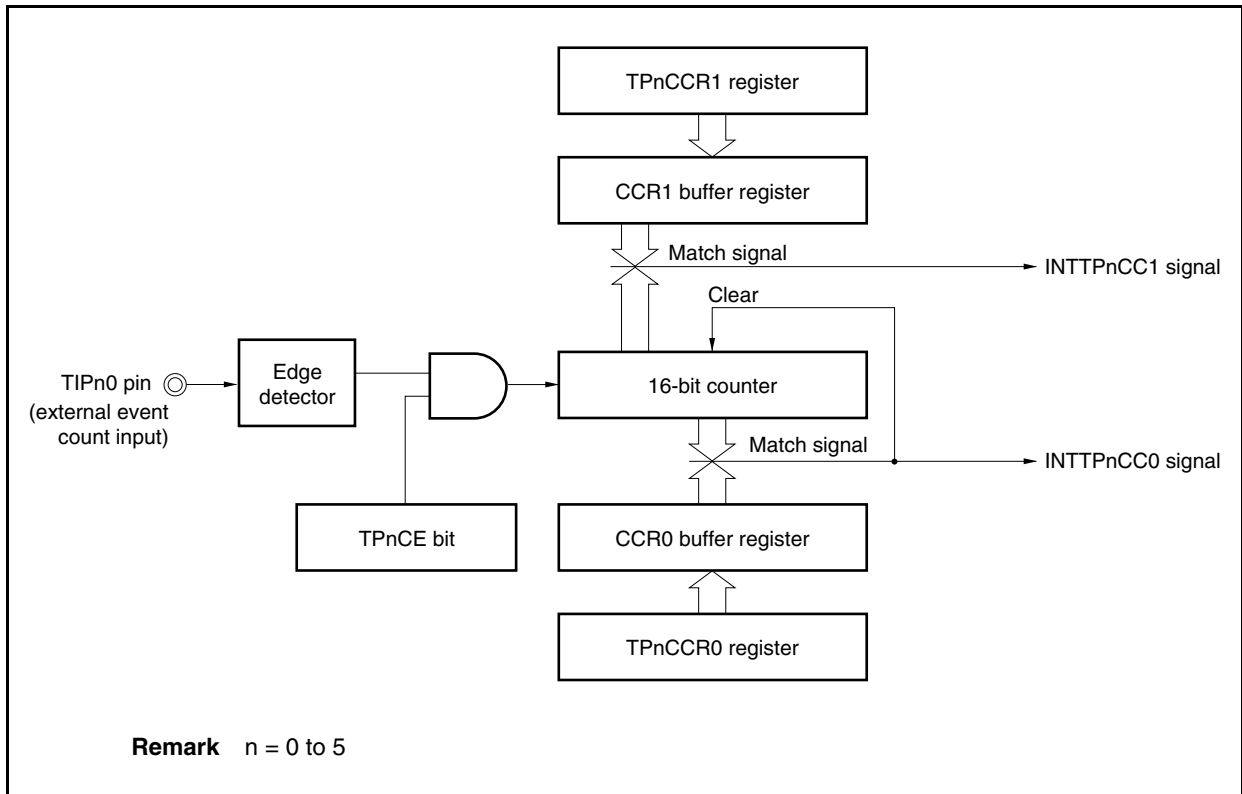 TPnCCR1 register
CCR1 buffer register
Match signal
INTTPnCC1 signal
Clear
TIPn0 pin
(external event
count input)
Edge
detector
16-bit counter
Match signal
INTTPnCC0 signal
TPnCE bit
CCR0 buffer register
TPnCCR0 register
Remark n = 0 to 5